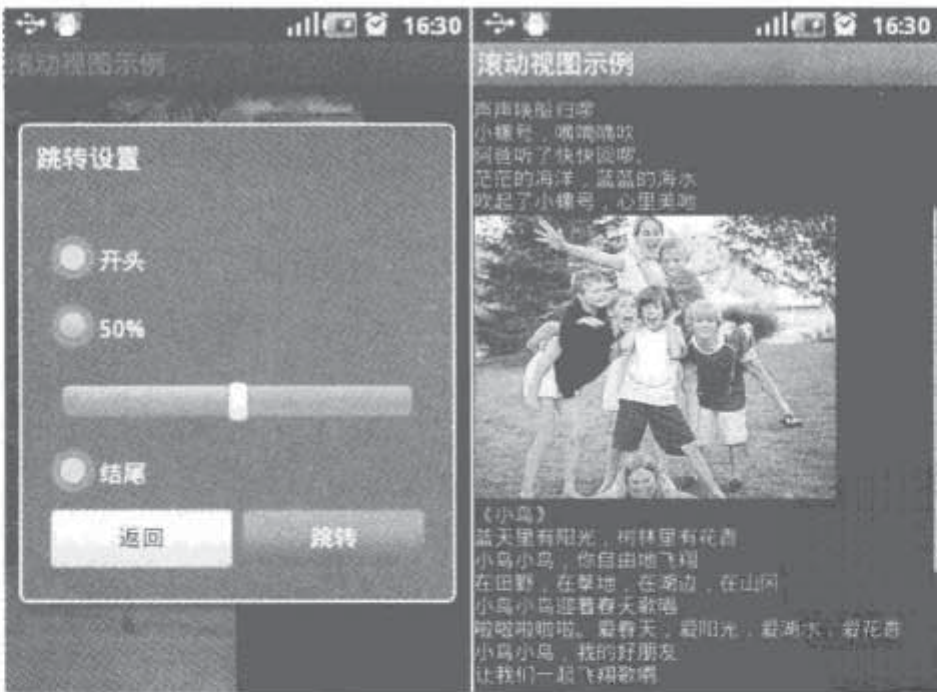 16:30
滚动视图示例
跳转设置
开头
50%
结尾
返回
跳转
16:30
滚动视图示例
声声唤船归啰
小螺号，嘀嘀嘀吹
阿爸听了快快回啰。
茫茫的海洋，蓝蓝的海水
吹起了小螺号，心里美吔
《小鸟》
蓝天里有阳光，树林里有花香
小鸟小鸟，你自由地飞翔
在田野，在草地，在湖边，在山冈
小鸟小鸟迎着春天歌唱
啦啦啦啦啦。爱春天，爱阳光，爱湖水，爱花香
小鸟小鸟，我的好朋友
让我们一起飞翔歌唱